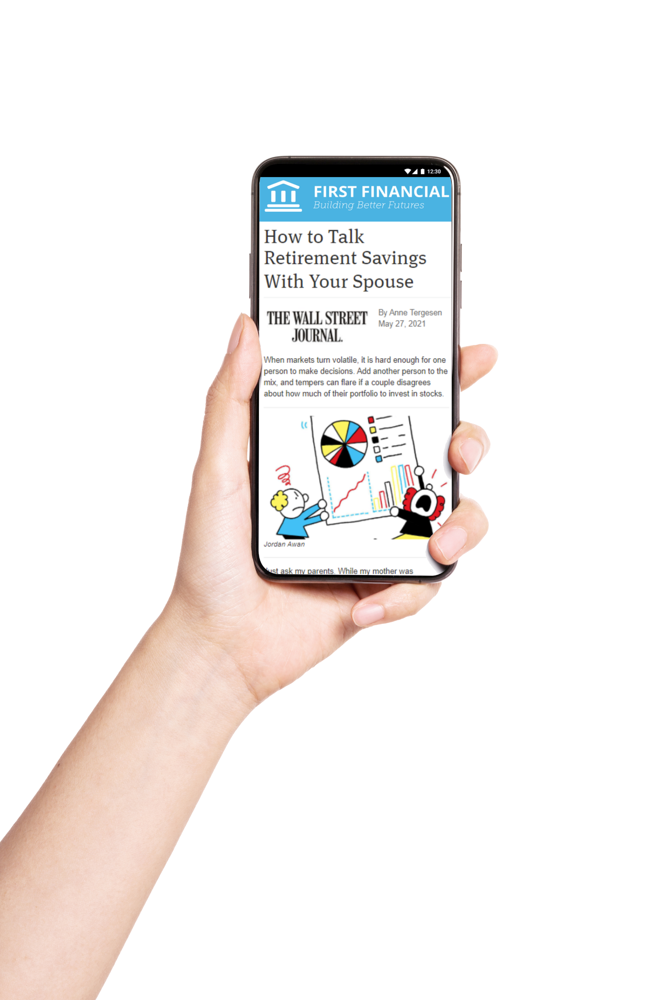 12:30
FIRST FINANCIAL
Building Better Futures
How to Talk
Retirement Savings
With Your Spouse
THE WALL STREET
JOURNAL.
By Anne Tergesen
May 27, 2021
When markets turn volatile, it is hard enough for one
person to make decisions. Add another person to the
mix, and tempers can flare if a couple disagrees
about how much of their portfolio to invest in stocks.
Jordan Awan
Just ask my parents. While my mother was